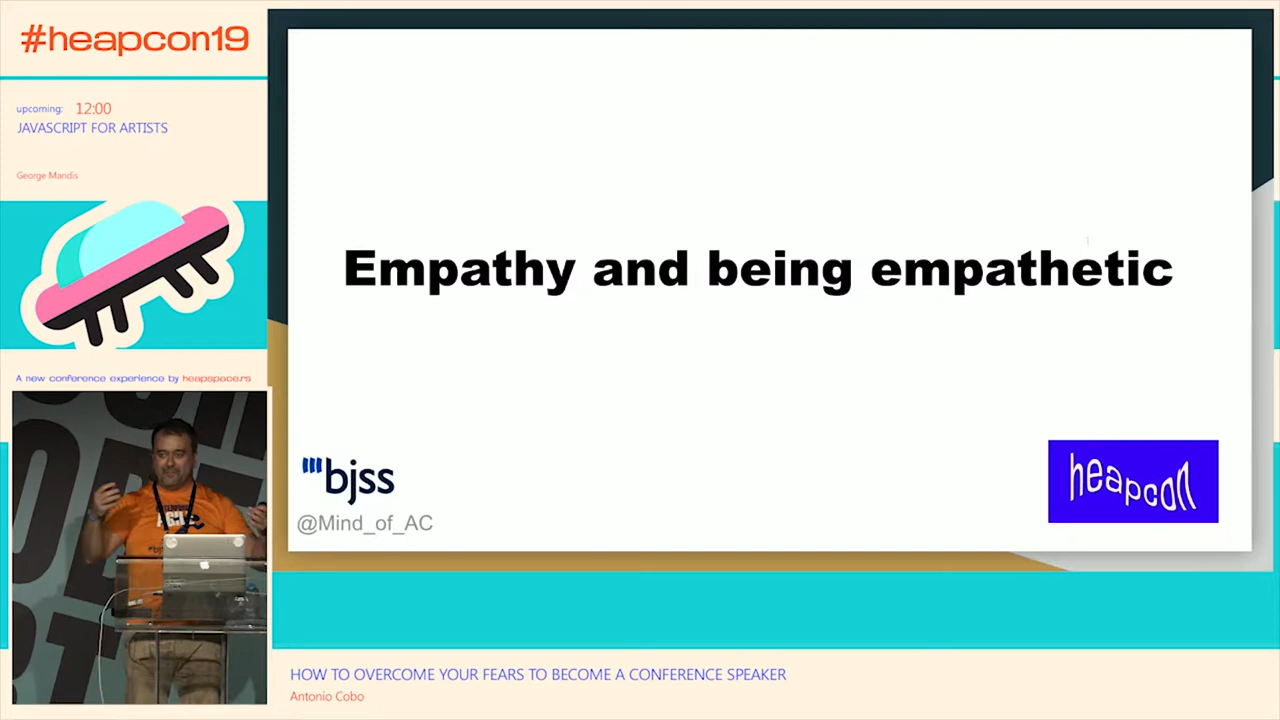 #heapcon19
upcoming: 12:00
JAVASCRIPT FOR ARTISTS
George Mandis
A new conference experience by heapspace.rs
Empathy and being empathetic
bjss
@Mind_of_AC
heapcon
HOW TO OVERCOME YOUR FEARS TO BECOME A CONFERENCE SPEAKER
Antonio Cobo